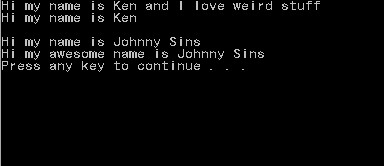 Hi my name is Ken and I love weird stuff
Hi my name is Ken
Hi my name is Johnny Sins
Hi my awesome name is Johnny Sins
Press any key to continue . . .